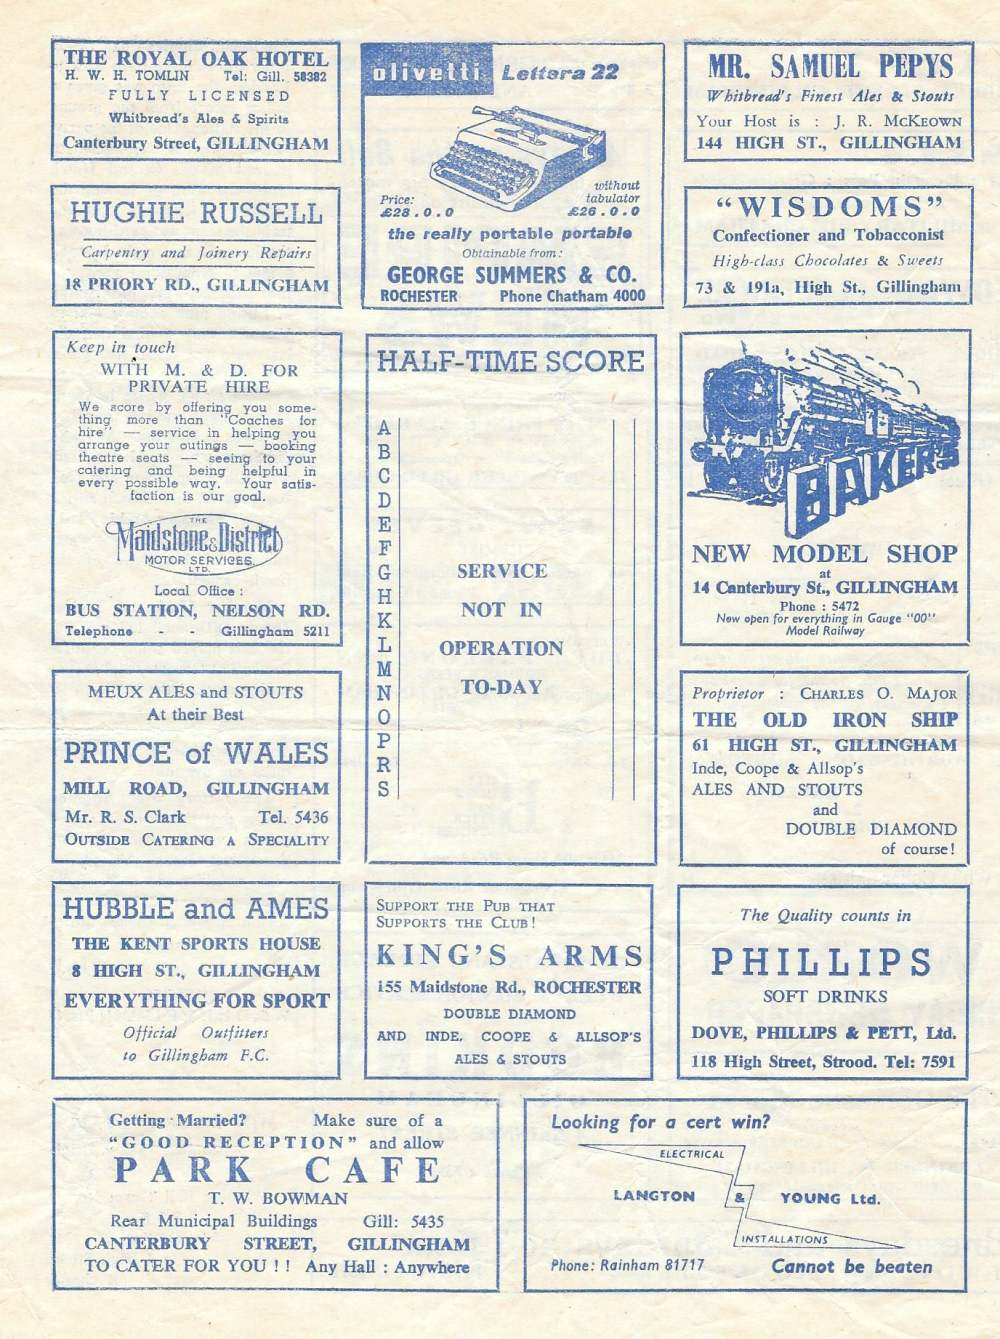 THE ROYAL OAK HOTEL
H. W. H. TOMLIN Tel: Gill. 58382
FULLY LICENSED
Whitbread's Ales & Spirits
Canterbury Street, GILLINGHAM
olivetti Lettera 22
Price:
£28.0.0
without
tabulator
£26.0.0
the really portable portable
Obtainable from:
GEORGE SUMMERS & CO.
ROCHESTER Phone Chatham 4000
MR. SAMUEL PEPYS
Whitbread's Finest Ales & Stouts
Your Host is : J. R. McKEOWN
144 HIGH ST., GILLINGHAM
HUGHIE RUSSELL
Carpentry and Joinery Repairs
18 PRIORY RD., GILLINGHAM
"WISDOMS"
Confectioner and Tobacconist
High-class Chocolates & Sweets
73 & 191a, High St., Gillingham
Keep in touch
WITH M. & D. FOR
PRIVATE HIRE
We score by offering you some-
thing more than "Coaches for
hire" — service in helping you
arrange your outings — booking
theatre seats — seeing to your
catering and being helpful in
every possible way. Your satis-
faction is our goal.
THE
Maidstone & District
MOTOR SERVICES
LTD.
Local Office :
BUS STATION, NELSON RD.
Telephone - - Gillingham 5211
HALF-TIME SCORE
A
B
C
D
E
F
G
H
K
L
M
N
O
P
R
S
SERVICE
NOT IN
OPERATION
TO-DAY
BAKER'S
NEW MODEL SHOP
at
14 Canterbury St., GILLINGHAM
Phone : 5472
Now open for everything in Gauge "00"
Model Railway
MEUX ALES and STOUTS
At their Best
PRINCE of WALES
MILL ROAD, GILLINGHAM
Mr. R. S. Clark Tel. 5436
OUTSIDE CATERING A SPECIALITY
Proprietor : CHARLES O. MAJOR
THE OLD IRON SHIP
61 HIGH ST., GILLINGHAM
Inde, Coope & Allsop's
ALES AND STOUTS
and
DOUBLE DIAMOND
of course!
HUBBLE and AMES
THE KENT SPORTS HOUSE
8 HIGH ST., GILLINGHAM
EVERYTHING FOR SPORT
Official Outfitters
to Gillingham F.C.
SUPPORT THE PUB THAT
SUPPORTS THE CLUB!
KING'S ARMS
155 Maidstone Rd., ROCHESTER
DOUBLE DIAMOND
AND INDE, COOPE & ALLSOP'S
ALES & STOUTS
The Quality counts in
PHILLIPS
SOFT DRINKS
DOVE, PHILLIPS & PETT, Ltd.
118 High Street, Strood. Tel: 7591
Getting Married? Make sure of a
"GOOD RECEPTION" and allow
PARK CAFE
T. W. BOWMAN
Rear Municipal Buildings Gill: 5435
CANTERBURY STREET, GILLINGHAM
TO CATER FOR YOU ! ! Any Hall : Anywhere
Looking for a cert win?
ELECTRICAL
LANGTON & YOUNG Ltd.
INSTALLATIONS
Phone: Rainham 81717 Cannot be beaten